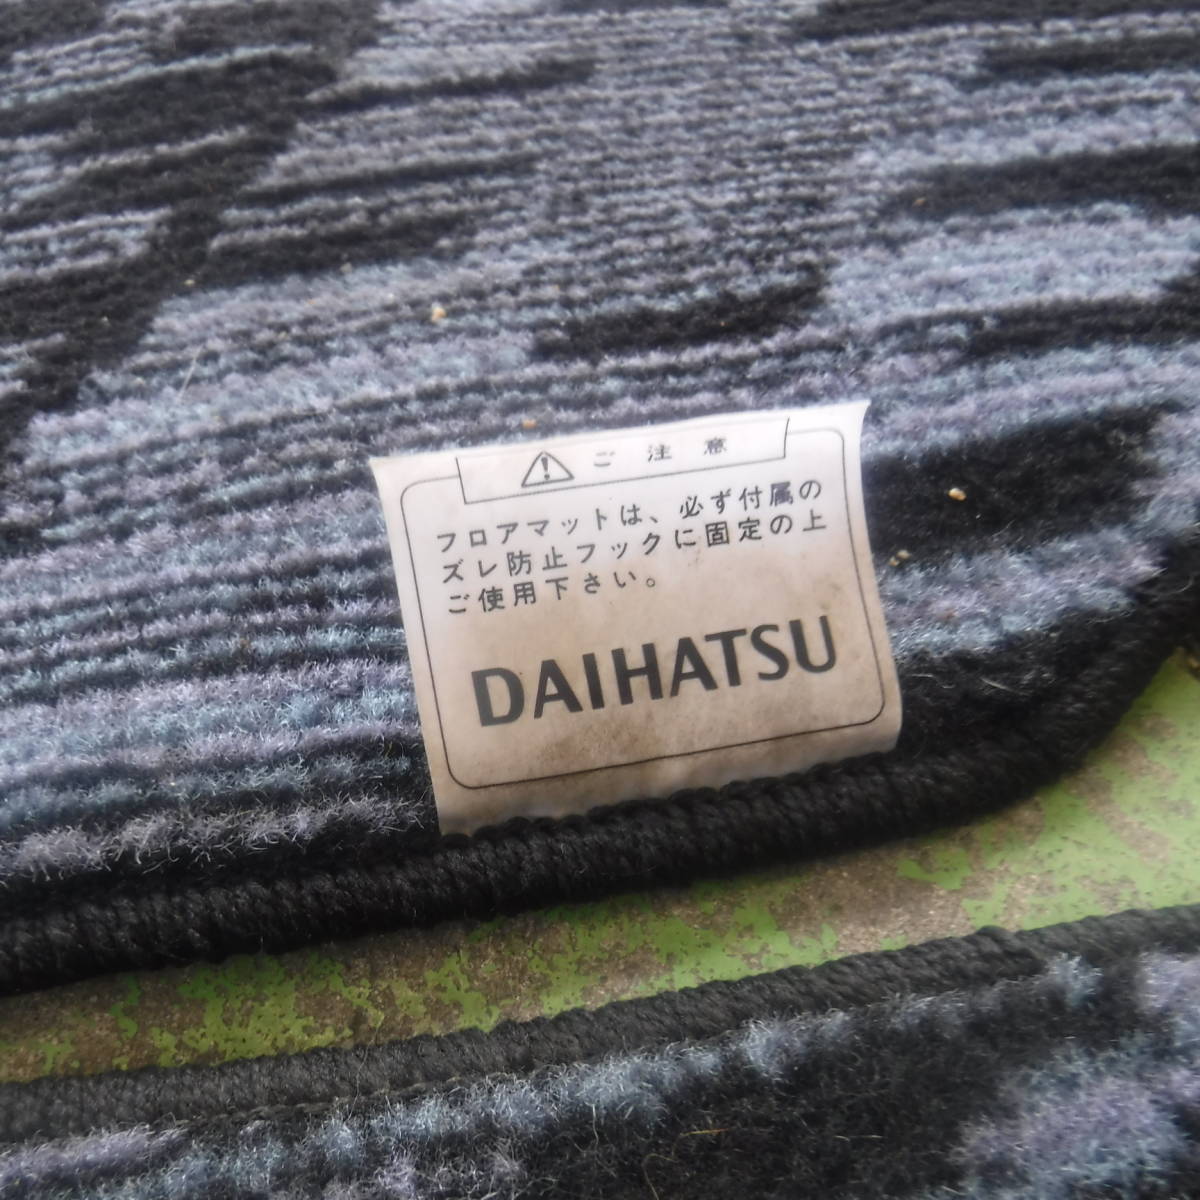 ご注意
フロアマットは、必ず付属の
ズレ防止フックに固定の上
ご使用下さい。
DAIHATSU